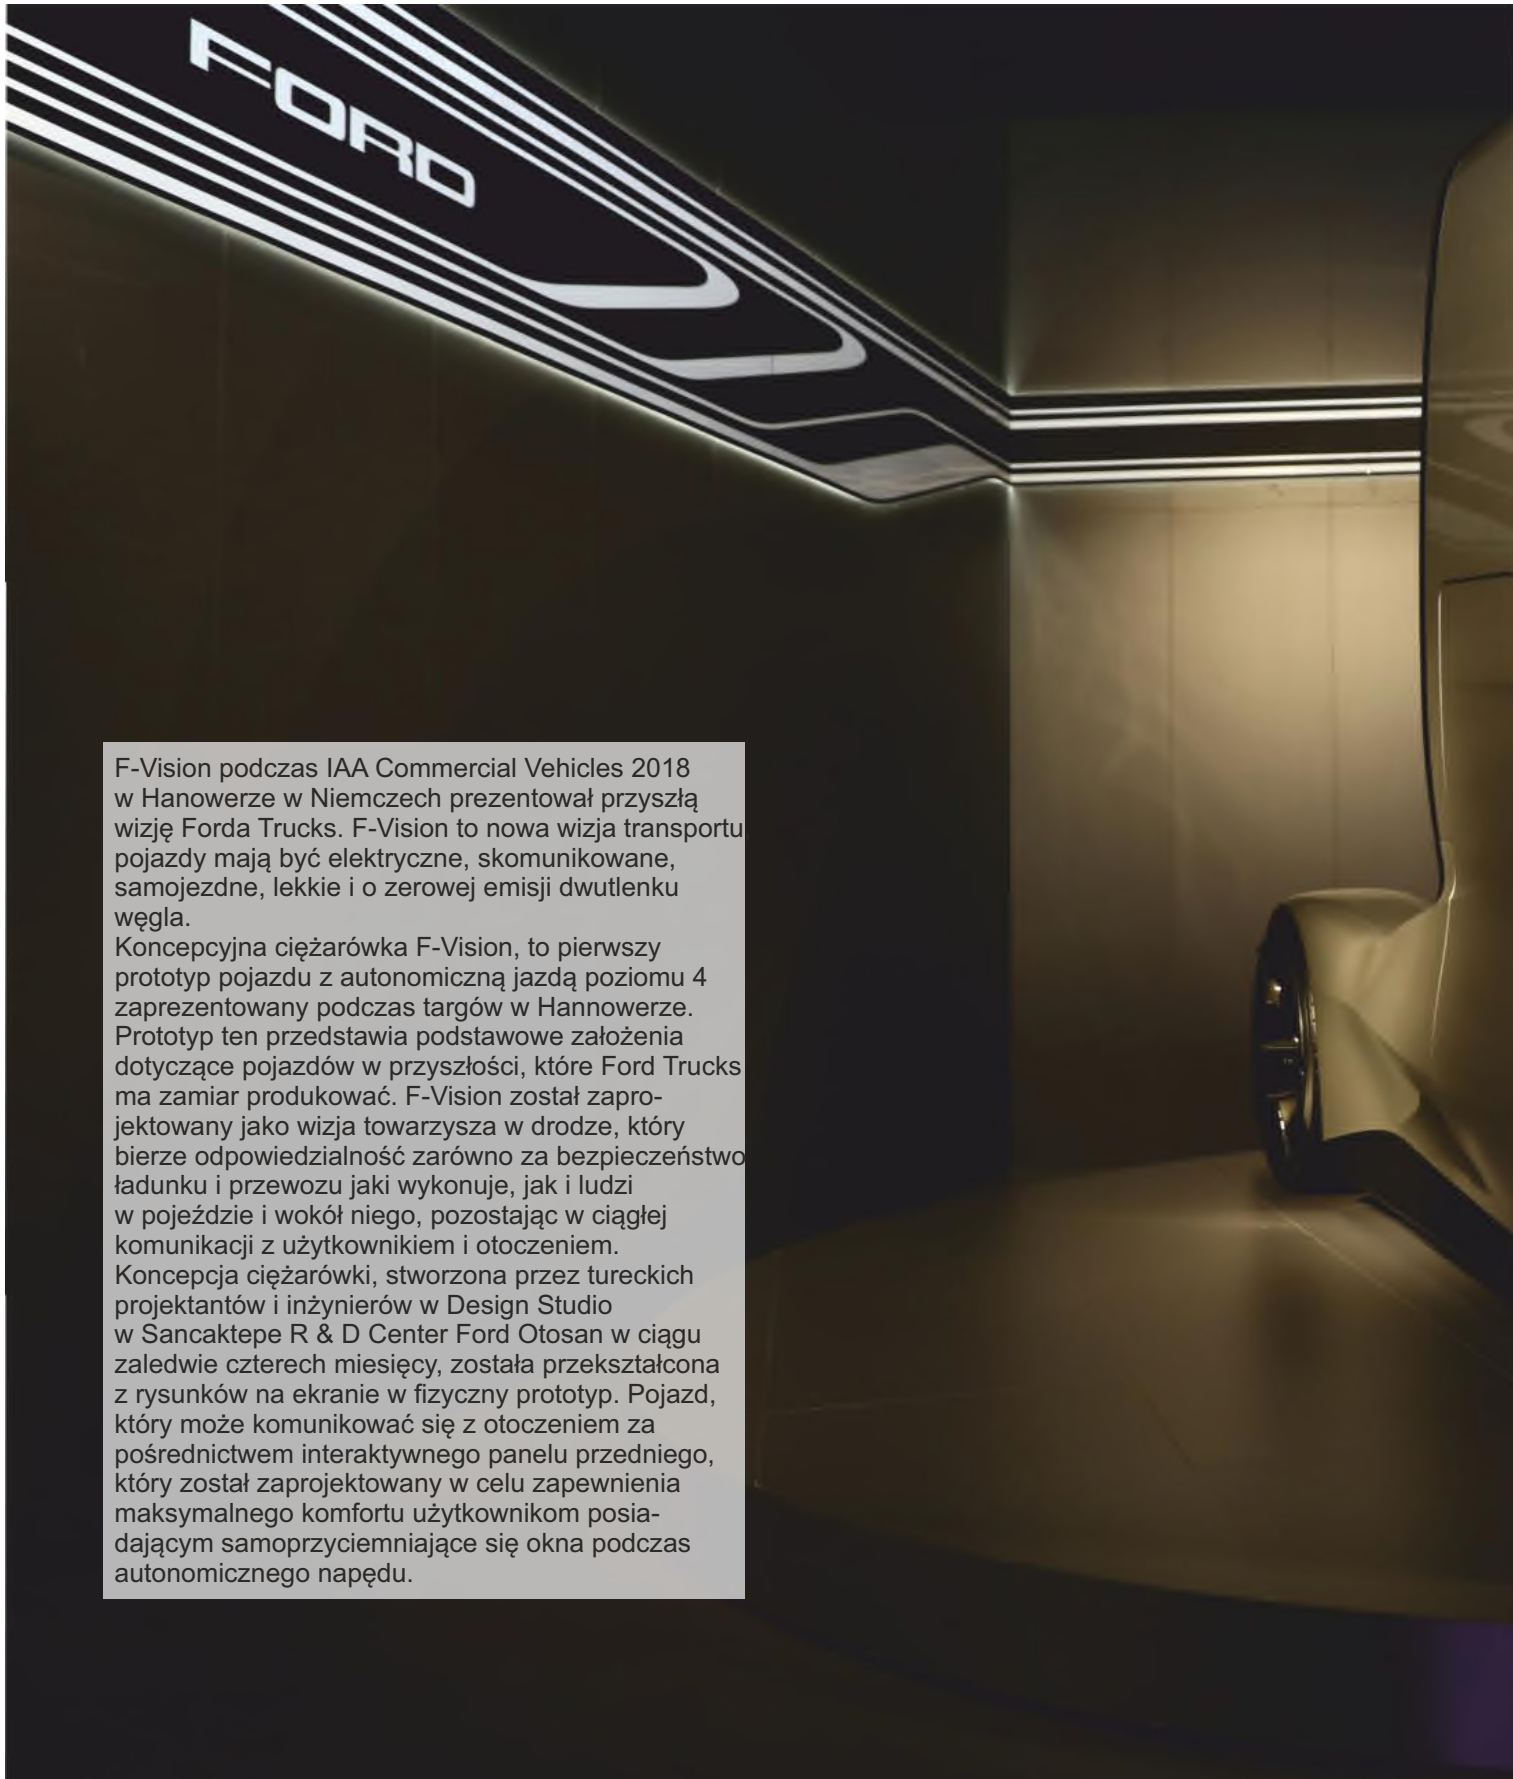 FORD
F-Vision podczas IAA Commercial Vehicles 2018
w Hanowerze w Niemczech prezentował przyszłą
wizję Forda Trucks. F-Vision to nowa wizja transportu
pojazdy mają być elektryczne, skomunikowane,
samojezdne, lekkie i o zerowej emisji dwutlenku
węgla.
Koncepcyjna ciężarówka F-Vision, to pierwszy
prototyp pojazdu z autonomiczną jazdą poziomu 4
zaprezentowany podczas targów w Hannowerze.
Prototyp ten przedstawia podstawowe założenia
dotyczące pojazdów w przyszłości, które Ford Trucks
ma zamiar produkować. F-Vision został zapro-
jektowany jako wizja towarzysza w drodze, który
bierze odpowiedzialność zarówno za bezpieczeństwo
ładunku i przewozu jaki wykonuje, jak i ludzi
w pojeździe i wokół niego, pozostając w ciągłej
komunikacji z użytkownikiem i otoczeniem.
Koncepcja ciężarówki, stworzona przez tureckich
projektantów i inżynierów w Design Studio
w Sancaktepe R & D Center Ford Otosan w ciągu
zaledwie czterech miesięcy, została przekształcona
z rysunków na ekranie w fizyczny prototyp. Pojazd,
który może komunikować się z otoczeniem za
pośrednictwem interaktywnego panelu przedniego,
który został zaprojektowany w celu zapewnienia
maksymalnego komfortu użytkownikom posia-
dającym samoprzyciemniające się okna podczas
autonomicznego napędu.